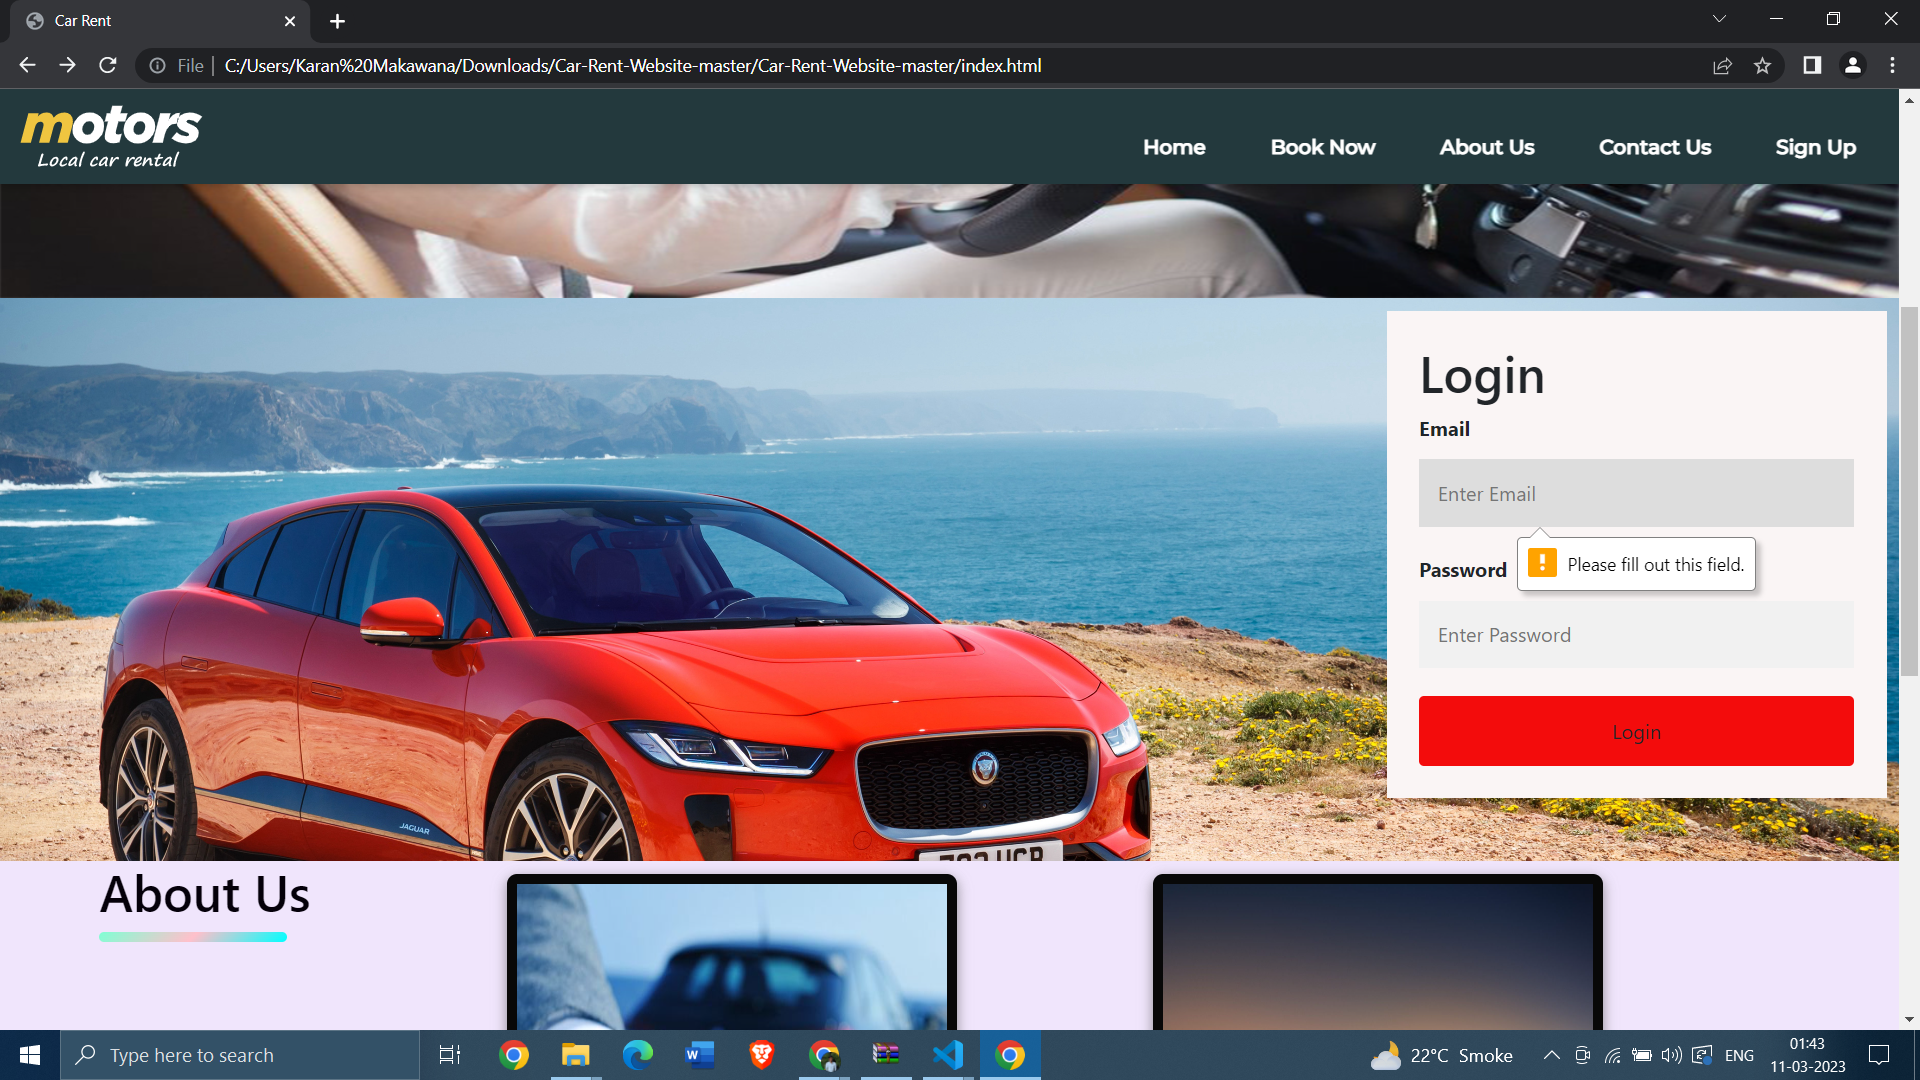 Car Rent
File
C:/Users/Karan%20Makawana/Downloads/Car-Rent-Website-master/Car-Rent-Website-master/index.html
motors
Local car rental
Home
Book Now
About Us
Contact Us
Sign Up
Login
Email
Enter Email
Please fill out this field.
Password
Enter Password
Login
JAGUAR
About Us
Type here to search
22°C Smoke
ENG
01:43
11-03-2023